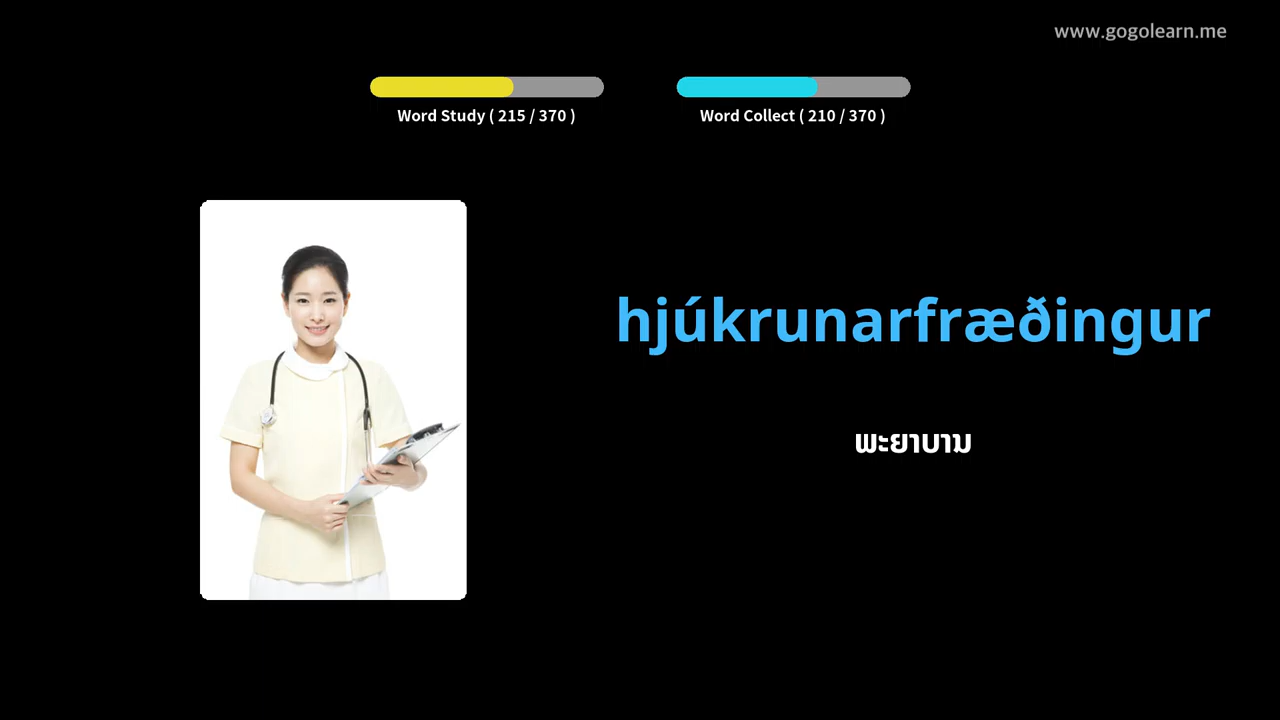 www.gogolearn.me
Word Study ( 215 / 370 )
Word Collect ( 210 / 370 )
hjúkrunarfræðingur
ພະຍາບານ